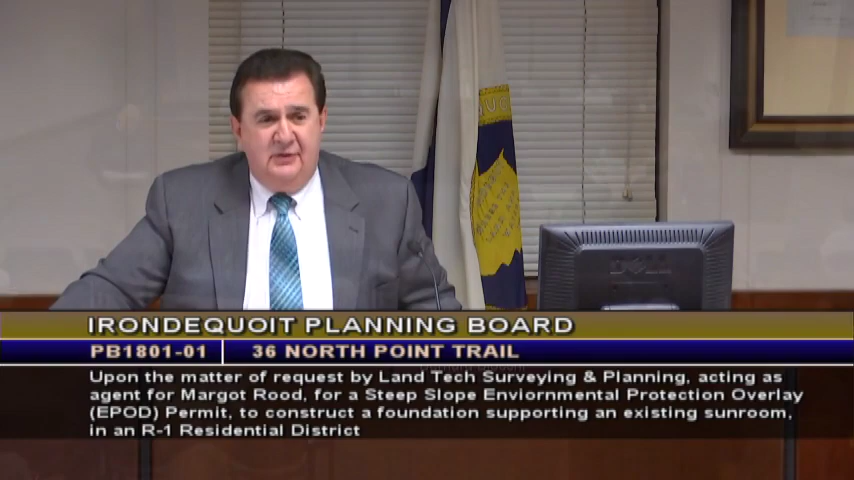 DELL
IRONDEQUOIT PLANNING BOARD
PB1801-01 36 NORTH POINT TRAIL
Upon the matter of request by Land Tech Surveying & Planning, acting as
agent for Margot Rood, for a Steep Slope Enviornmental Protection Overlay
(EPOD) Permit, to construct a foundation supporting an existing sunroom,
in an R-1 Residential District